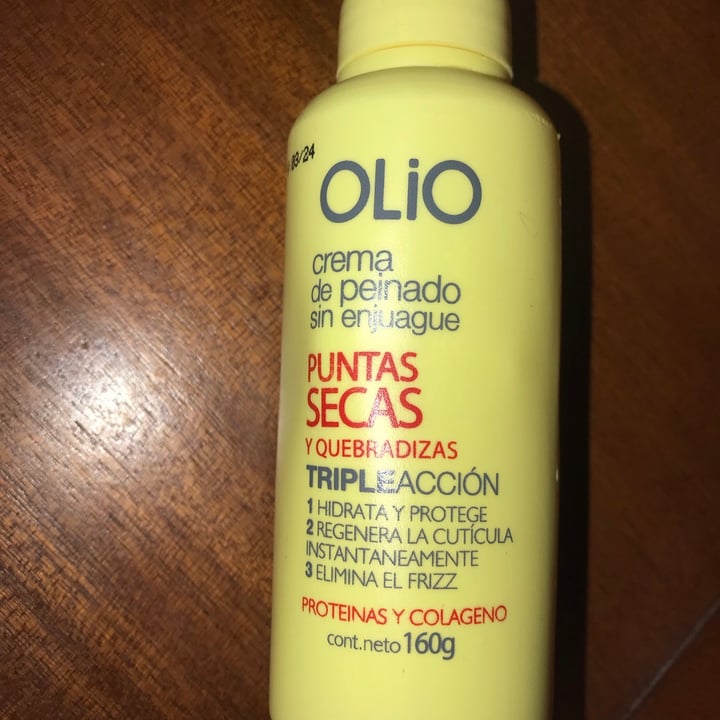 03/24
OLiO
crema
de peinado
sin enjuague
PUNTAS
SECAS
Y QUEBRADIZAS
TRIPLEACCIÓN
1 HIDRATA Y PROTEGE
2 REGENERA LA CUTÍCULA
INSTANTANEAMENTE
3 ELIMINA EL FRIZZ
PROTEINAS Y COLAGENO
cont.neto 160g